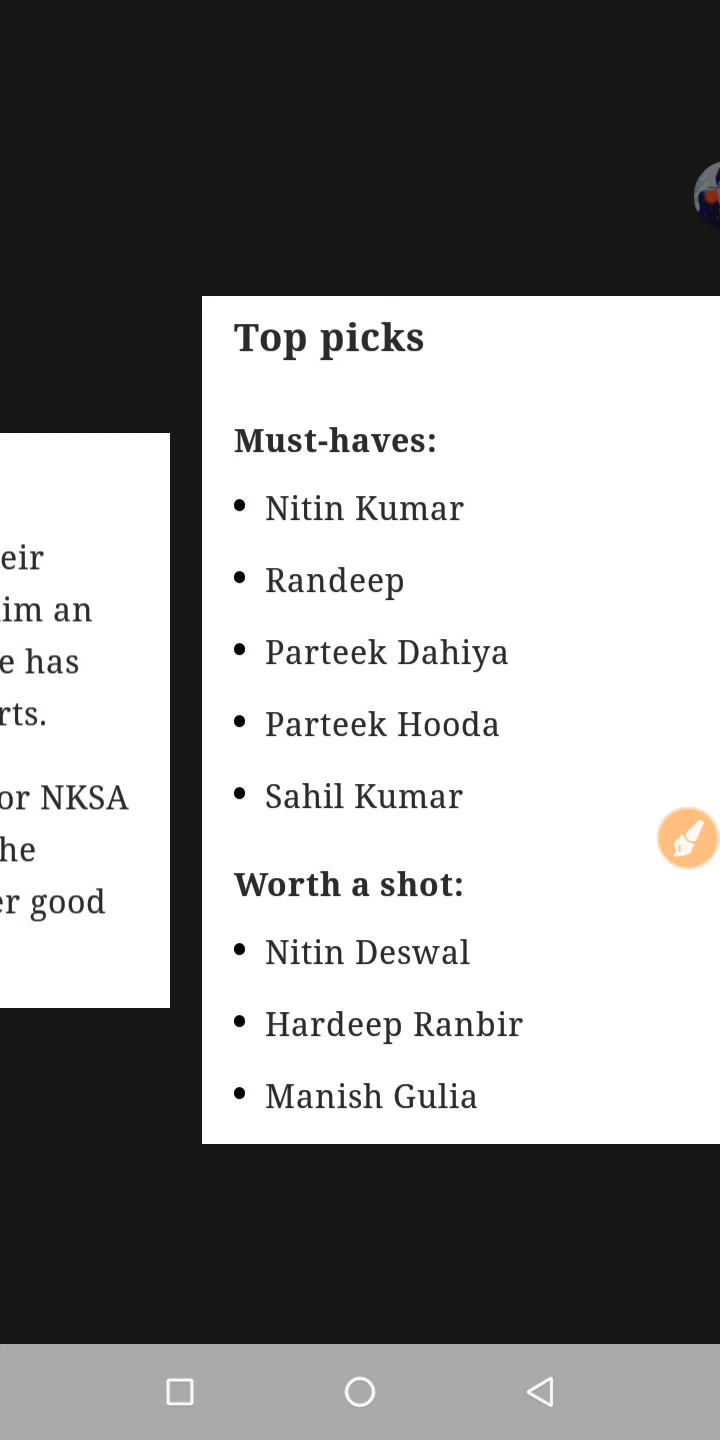 eir
im an
e has
rts.
or NKSA
he
er good
Top picks
Must-haves:
Nitin Kumar
Randeep
Parteek Dahiya
Parteek Hooda
Sahil Kumar
Worth a shot:
Nitin Deswal
Hardeep Ranbir
Manish Gulia